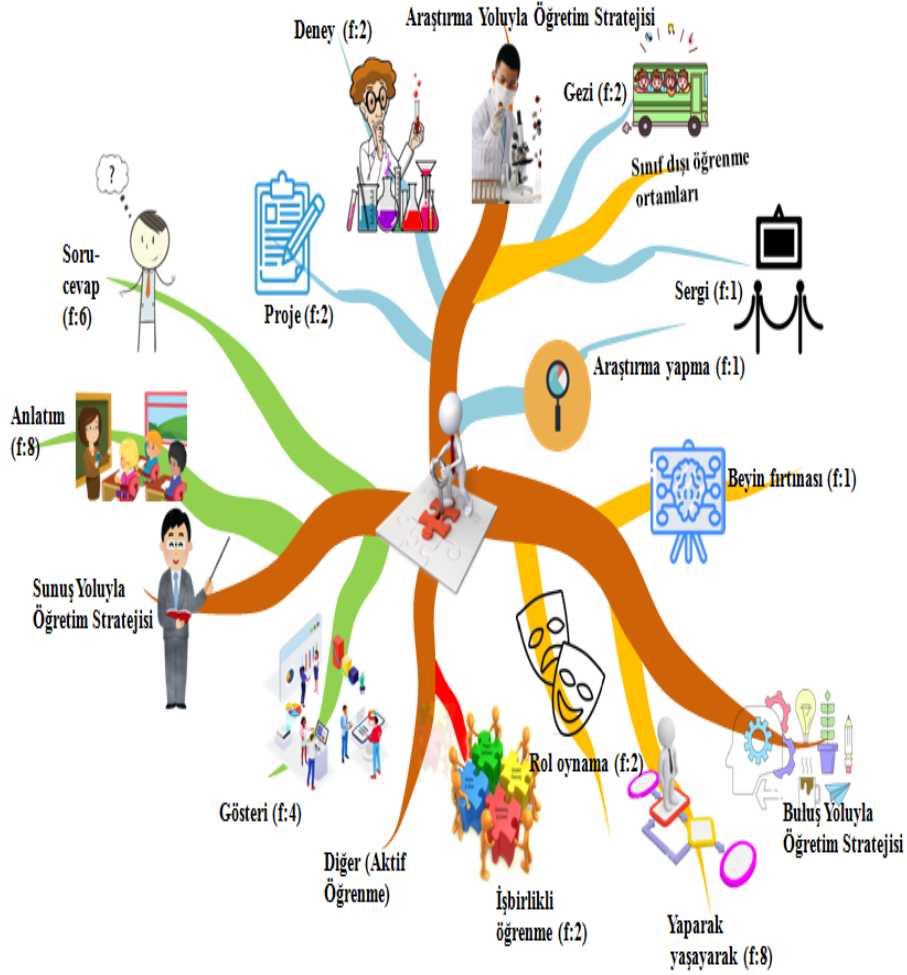 Araştırma Yoluyla Öğretim Stratejisi
Deney (f:2)
Gezi (f:2)
Sınıf dışı öğrenme
ortamları
?
Soru-
cevap
(f:6)
Proje (f:2)
Sergi (f:1)
Araştırma yapma (f:1)
Anlatım
(f:8)
Beyin fırtınası (f:1)
Sunuş Yoluyla
Öğretim Stratejisi
Gösteri (f:4)
Rol oynama (f:2)
Buluş Yoluyla
Öğretim Stratejisi
Diğer (Aktif
Öğrenme)
İşbirlikli
öğrenme (f:2)
Yaparak
yaşayarak (f:8)